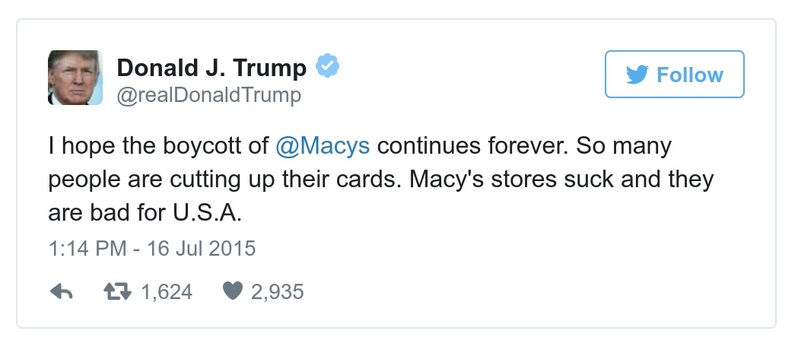 Donald J. Trump
@realDonaldTrump
Follow
I hope the boycott of @Macys continues forever. So many
people are cutting up their cards. Macy's stores suck and they
are bad for U.S.A.
1:14 PM - 16 Jul 2015
1,624 2,935